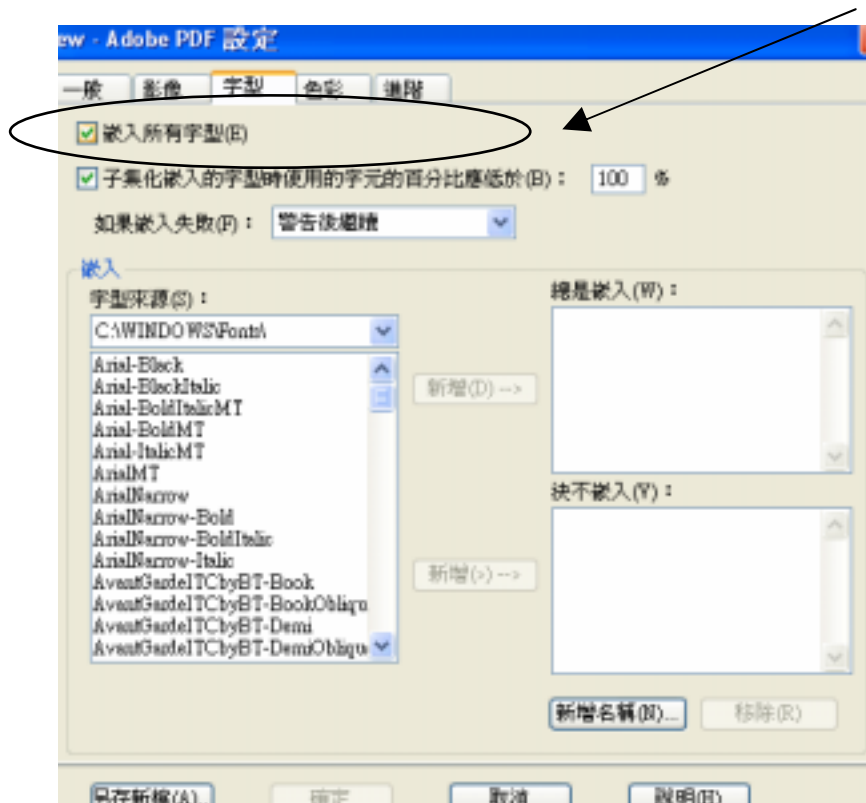 ew - Adobe PDF 設定
一般 影像 字型 色彩 進階
嵌入所有字型(E)
子集化嵌入的字型時使用的字元的百分比應低於(B)： 100 %
如果嵌入失敗(F)： 警告後繼續
嵌入
字型來源(S)：
C:\WINDOWS\Fonts\
Arial-Black
Arial-BlackItalic
Arial-BoldItalicMT
Arial-BoldMT
Arial-ItalicMT
ArialMT
ArialNarrow
ArialNarrow-Bold
ArialNarrow-BoldItalic
ArialNarrow-Italic
AvantGardeITCbyBT-Book
AvantGardeITCbyBT-BookObliqu
AvantGardeITCbyBT-Demi
AvantGardeITCbyBT-DemiObliqu
新增(D) -->
新增(>) -->
總是嵌入(W)：
決不嵌入(V)：
新增名稱(N)... 移除(R)
另存新檔(A)... 確定 取消 說明(H)